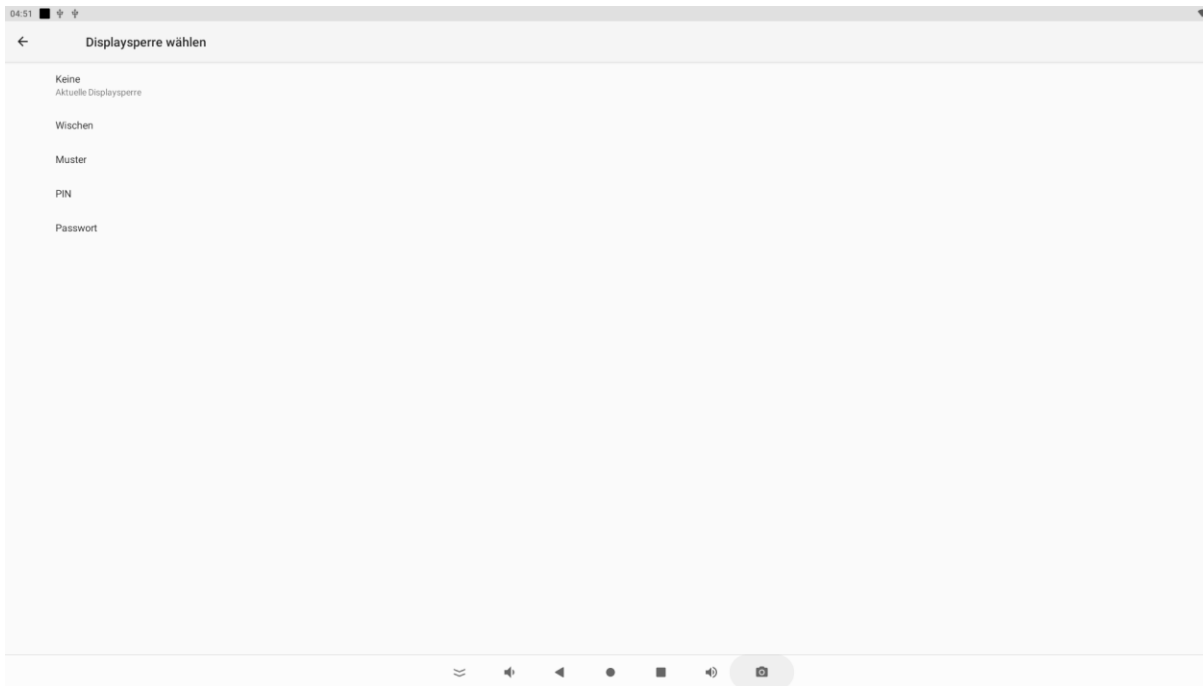 04:51
Displaysperre wählen
Keine
Aktuelle Displaysperre
Wischen
Muster
PIN
Passwort